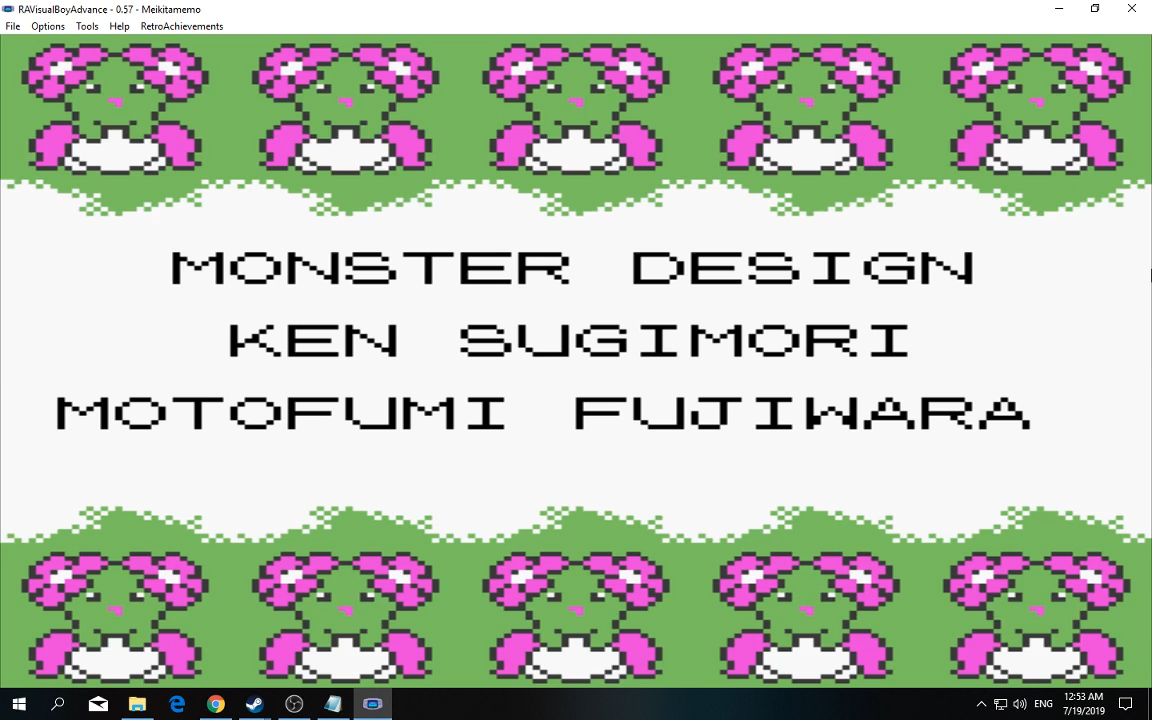 RAVisualBoyAdvance - 0.57 - Meikitamemo
File Options Tools Help RetroAchievements
MONSTER DESIGN
KEN SUGIMORI
MOTOFUMI FUJIWARA
ENG
12:53 AM
7/19/2019